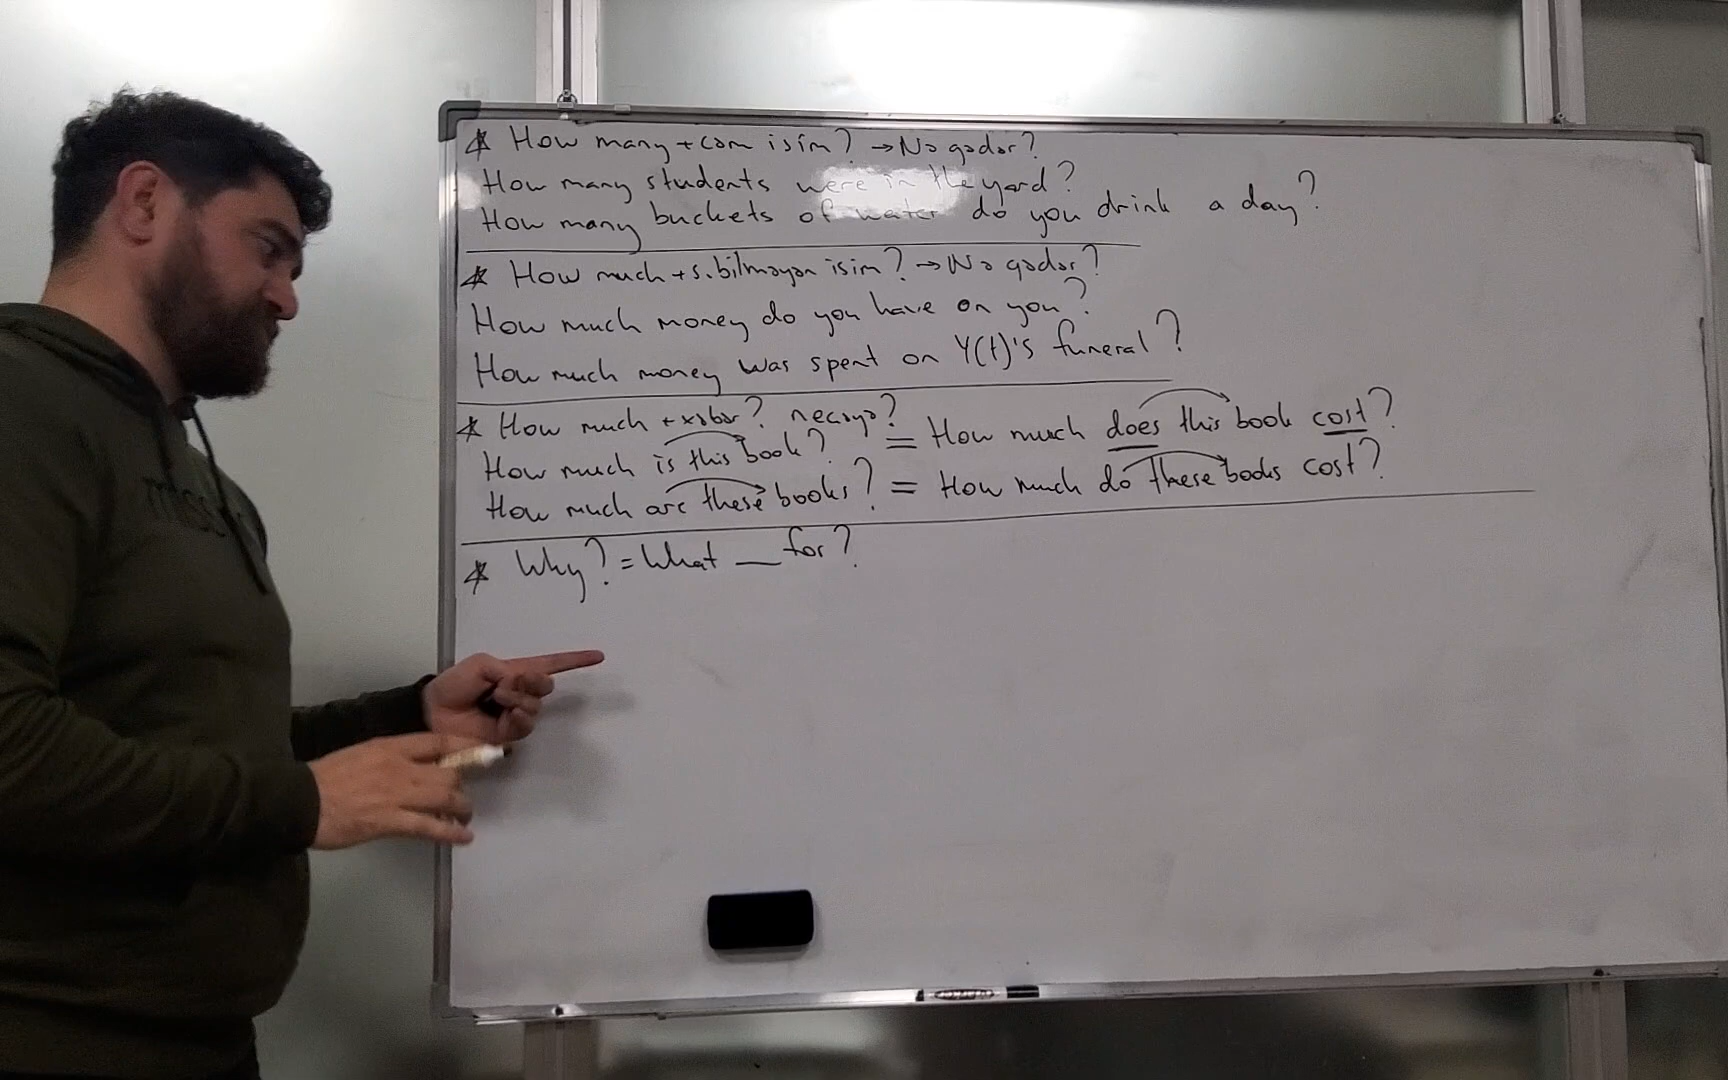 * How many + cəm isim? → Nə qədər?
How many students were in the yard?
How many buckets of water do you drink a day?
* How much + s. bilməyən isim? → Nə qədər?
How much money do you have on you?
How much money was spent on Y(t)'s funeral?
* How much + xəbər? neçəyə?
How much is this book? = How much does this book cost?
How much are these books? = How much do these books cost?
* Why? = What __ for?